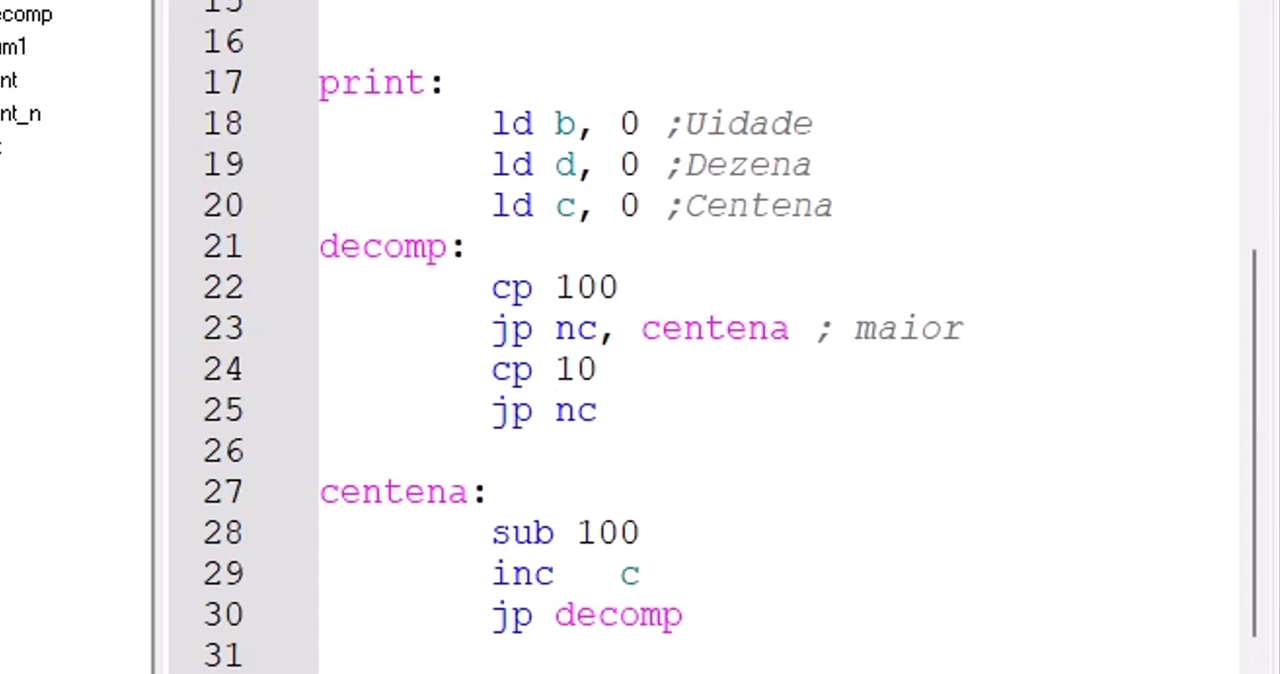 ecomp
um1
nt
nt_n
:
15
16
17 print:
18 ld b, 0 ;Uidade
19 ld d, 0 ;Dezena
20 ld c, 0 ;Centena
21 decomp:
22 cp 100
23 jp nc, centena ; maior
24 cp 10
25 jp nc
26
27 centena:
28 sub 100
29 inc c
30 jp decomp
31